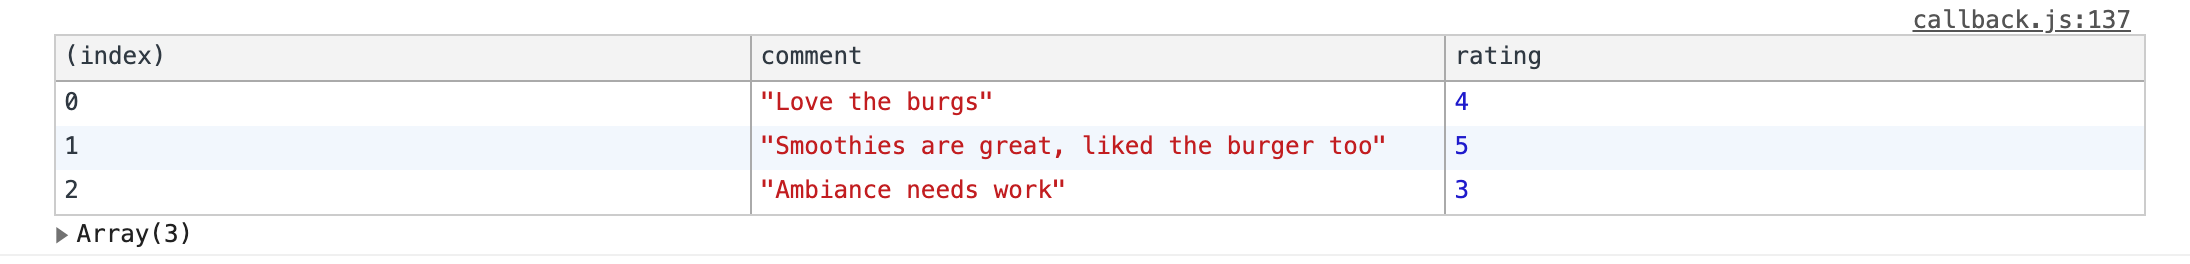 callback.js:137
(index) comment rating
0 "Love the burgs" 4
1 "Smoothies are great, liked the burger too" 5
2 "Ambiance needs work" 3
Array(3)